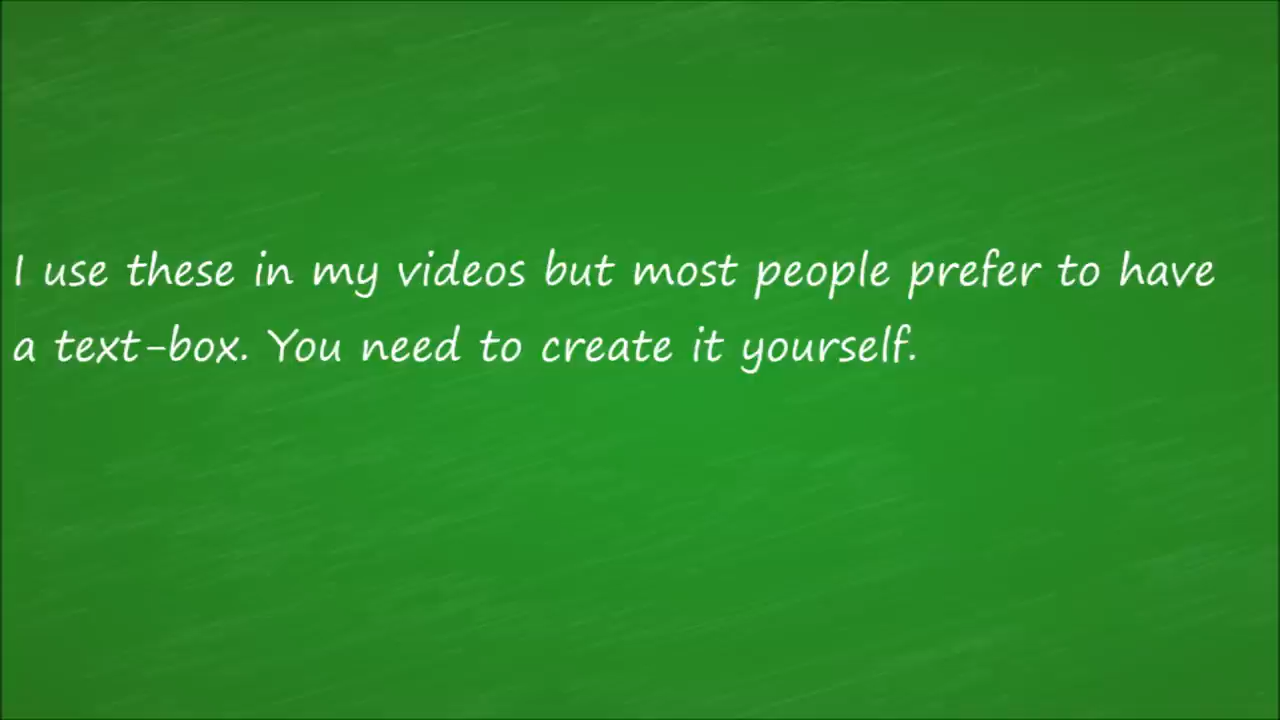 I use these in my videos but most people prefer to have
a text-box. You need to create it yourself.